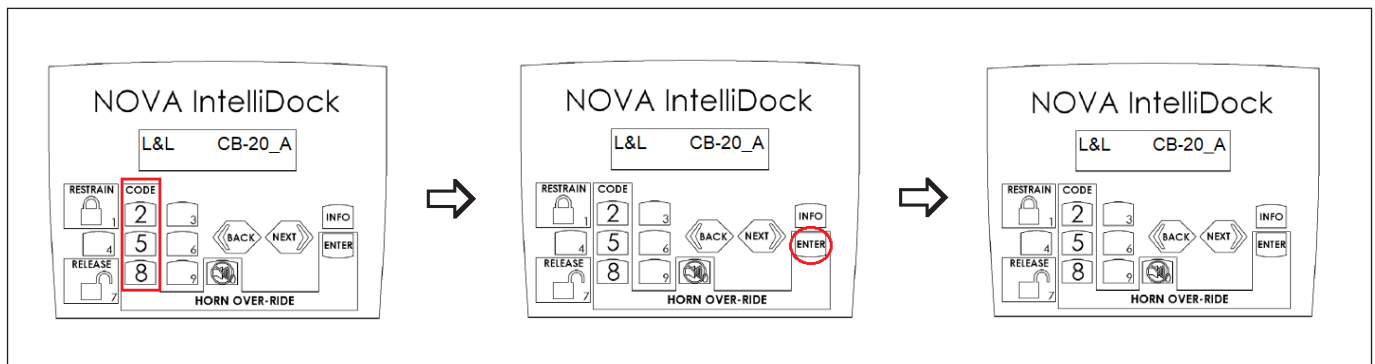 NOVA IntelliDock
L&L CB-20_A
RESTRAIN CODE
1 2 3
INFO
4 5 6 BACK NEXT ENTER
RELEASE
7 8 9 0
HORN OVER-RIDE
NOVA IntelliDock
L&L CB-20_A
RESTRAIN CODE
1 2 3
INFO
4 5 6 BACK NEXT ENTER
RELEASE
7 8 9 0
HORN OVER-RIDE
NOVA IntelliDock
L&L CB-20_A
RESTRAIN CODE
1 2 3
INFO
4 5 6 BACK NEXT ENTER
RELEASE
7 8 9 0
HORN OVER-RIDE